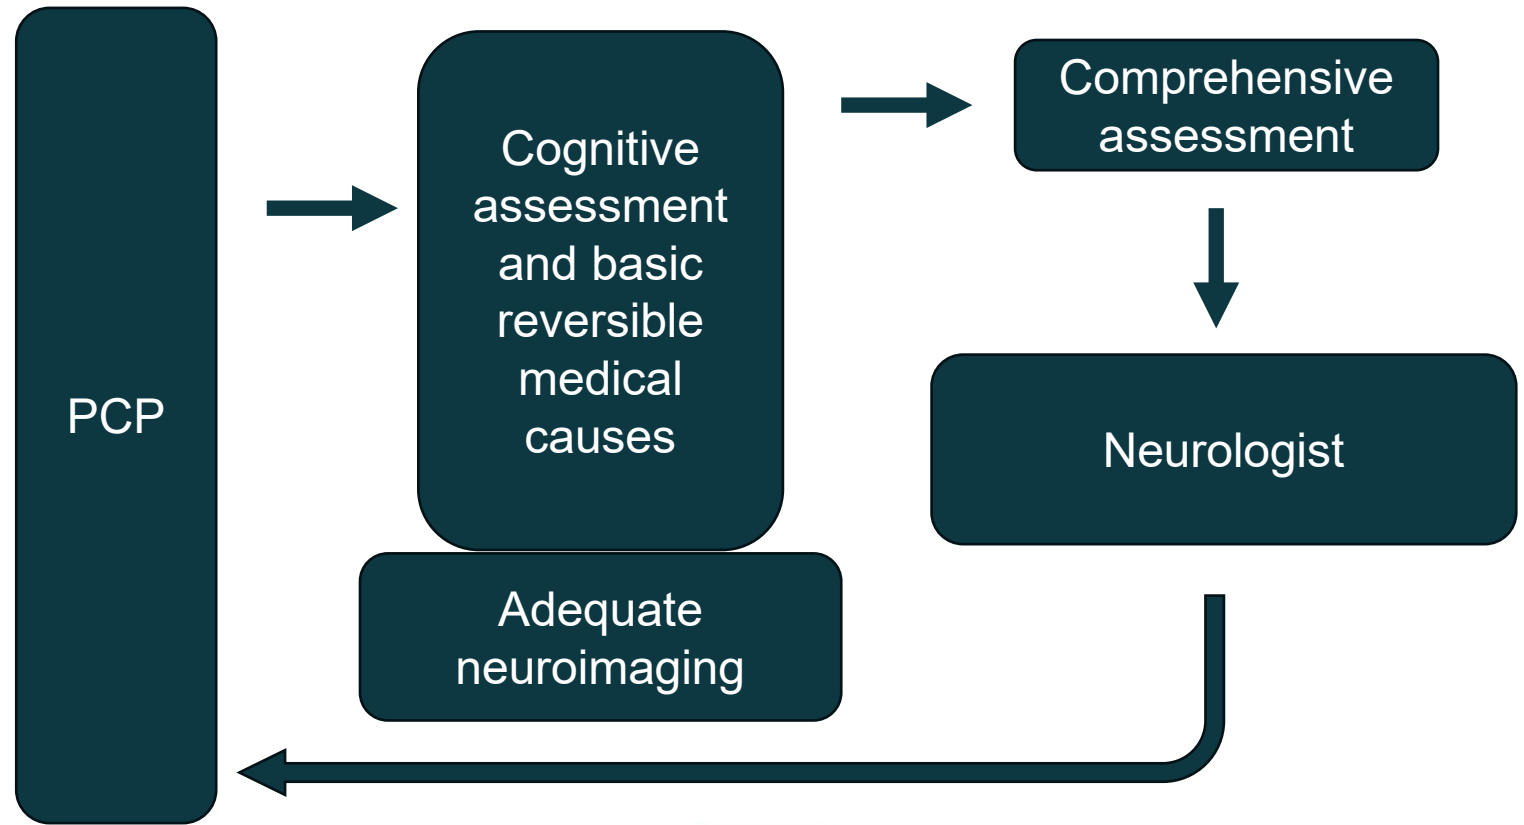 PCP
Cognitive
assessment
and basic
reversible
medical
causes
Adequate
neuroimaging
Comprehensive
assessment
Neurologist